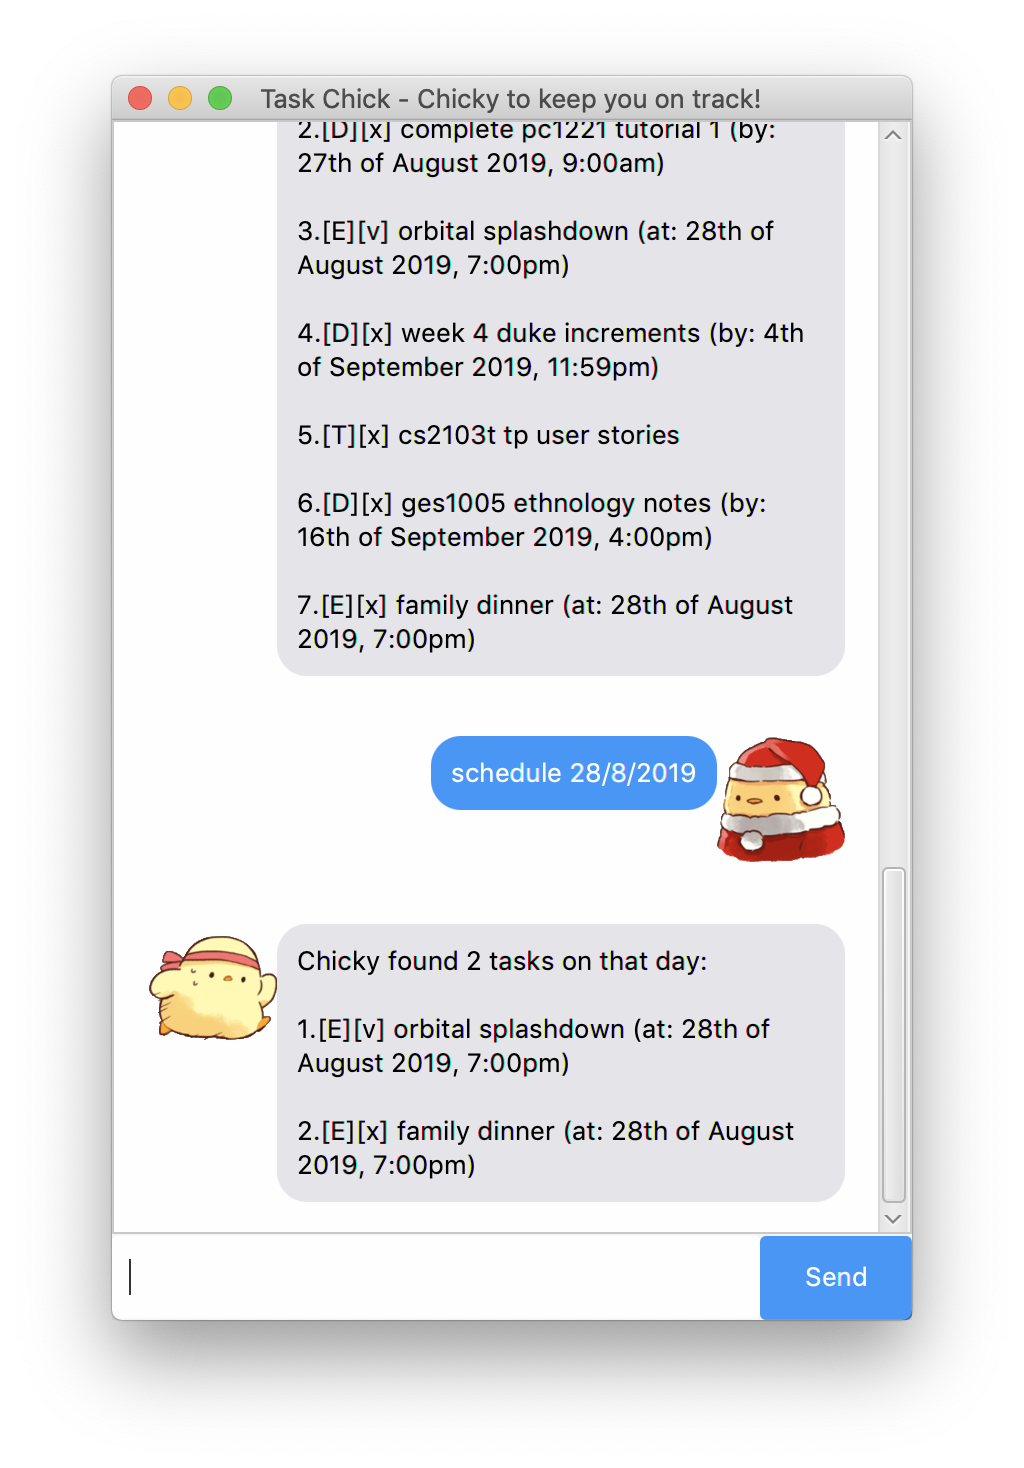 Task Chick - Chicky to keep you on track!
2.[D][x] complete pc1221 tutorial 1 (by:
27th of August 2019, 9:00am)
3.[E][v] orbital splashdown (at: 28th of
August 2019, 7:00pm)
4.[D][x] week 4 duke increments (by: 4th
of September 2019, 11:59pm)
5.[T][x] cs2103t tp user stories
6.[D][x] ges1005 ethnology notes (by:
16th of September 2019, 4:00pm)
7.[E][x] family dinner (at: 28th of August
2019, 7:00pm)
schedule 28/8/2019
Chicky found 2 tasks on that day:
1.[E][v] orbital splashdown (at: 28th of
August 2019, 7:00pm)
2.[E][x] family dinner (at: 28th of August
2019, 7:00pm)
Send